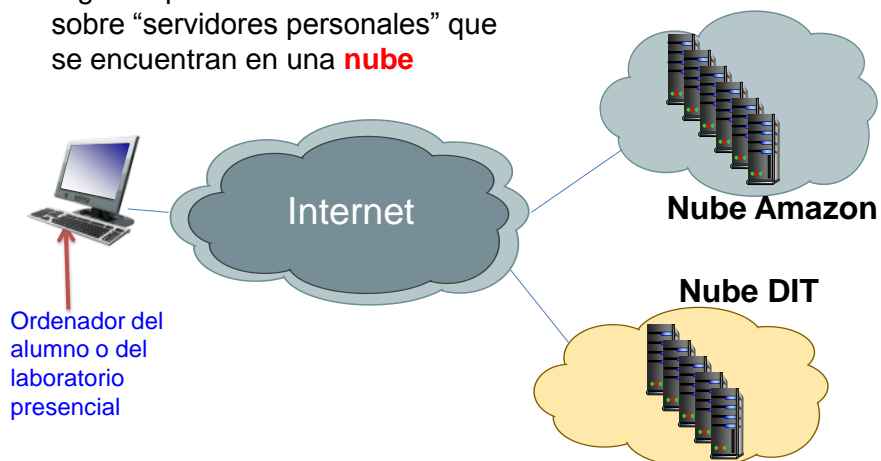 sobre “servidores personales” que
se encuentran en una nube
Internet
Nube Amazon
Nube DIT
Ordenador del
alumno o del
laboratorio
presencial